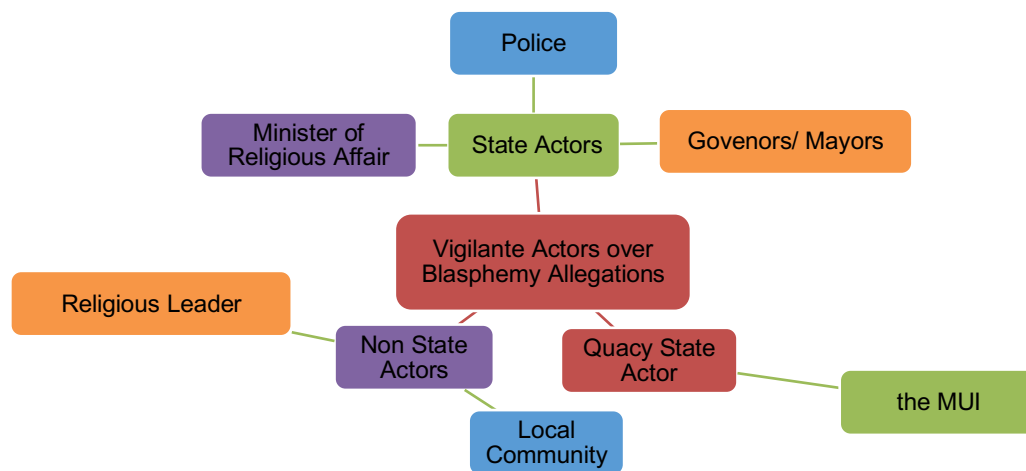 Police
Minister of
Religious Affair
State Actors
Govenors/ Mayors
Vigilante Actors over
Blasphemy Allegations
Religious Leader
Non State
Actors
Quacy State
Actor
the MUI
Local
Community